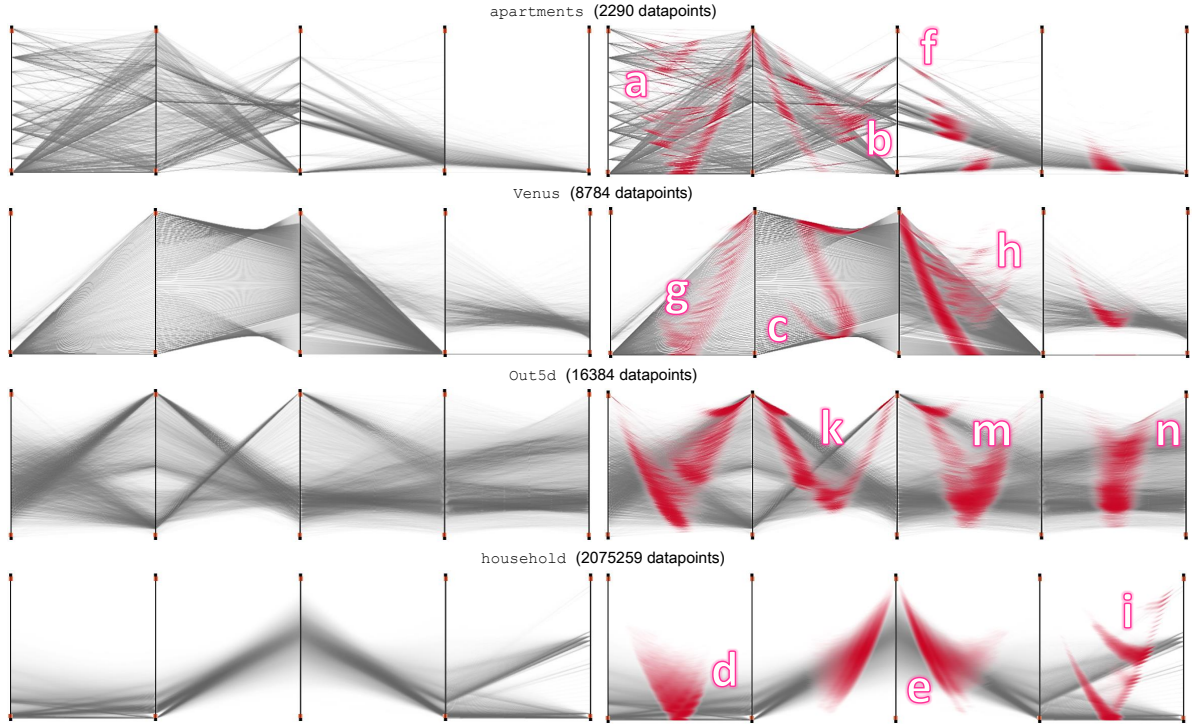 apartments (2290 datapoints)
f
a
b
Venus (8784 datapoints)
h
g
c
Out5d (16384 datapoints)
k
m
n
household (2075259 datapoints)
i
d
e